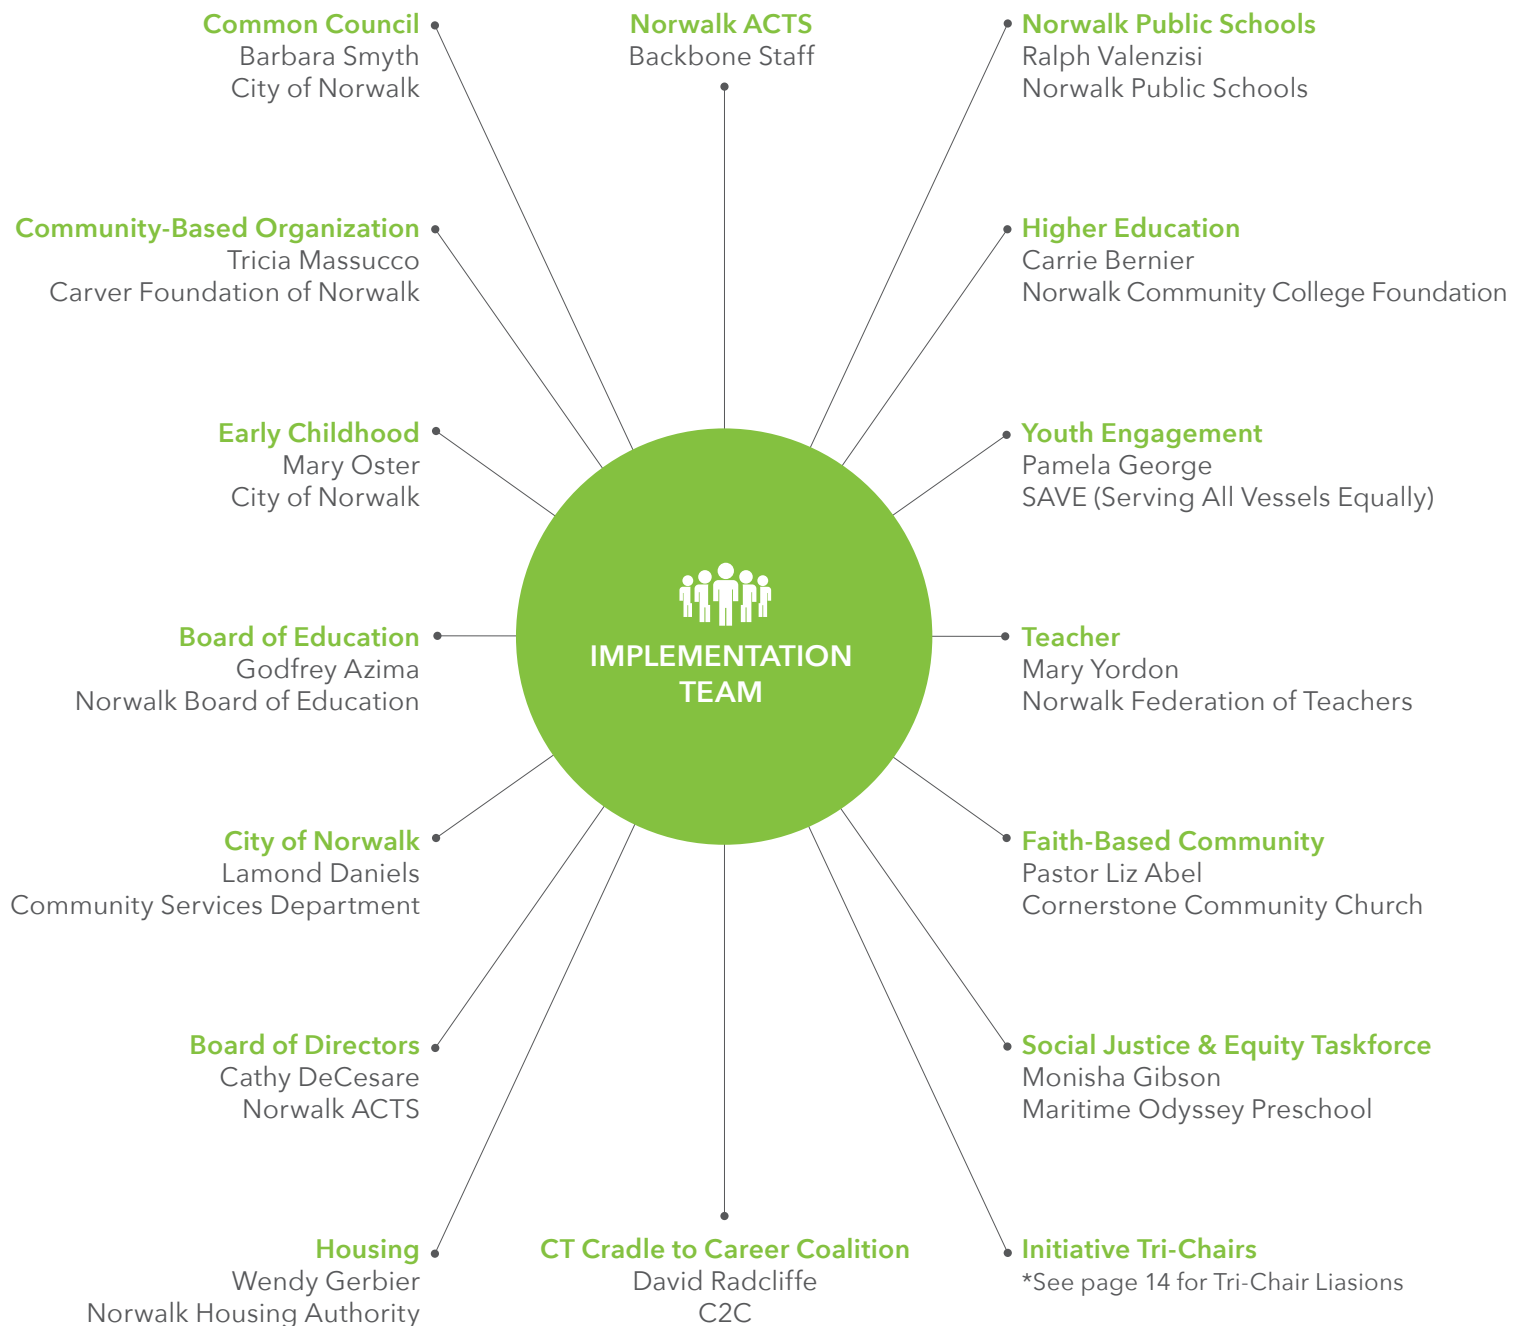 Common Council
Barbara Smyth
City of Norwalk
Norwalk ACTS
Backbone Staff
Norwalk Public Schools
Ralph Valenzisi
Norwalk Public Schools
Community-Based Organization
Tricia Massucco
Carver Foundation of Norwalk
Higher Education
Carrie Bernier
Norwalk Community College Foundation
Early Childhood
Mary Oster
City of Norwalk
Youth Engagement
Pamela George
SAVE (Serving All Vessels Equally)
Board of Education
Godfrey Azima
Norwalk Board of Education
IMPLEMENTATION
TEAM
Teacher
Mary Yordon
Norwalk Federation of Teachers
City of Norwalk
Lamond Daniels
Community Services Department
Faith-Based Community
Pastor Liz Abel
Cornerstone Community Church
Board of Directors
Cathy DeCesare
Norwalk ACTS
Social Justice & Equity Taskforce
Monisha Gibson
Maritime Odyssey Preschool
Housing
Wendy Gerbier
Norwalk Housing Authority
CT Cradle to Career Coalition
David Radcliffe
C2C
Initiative Tri-Chairs
*See page 14 for Tri-Chair Liasions